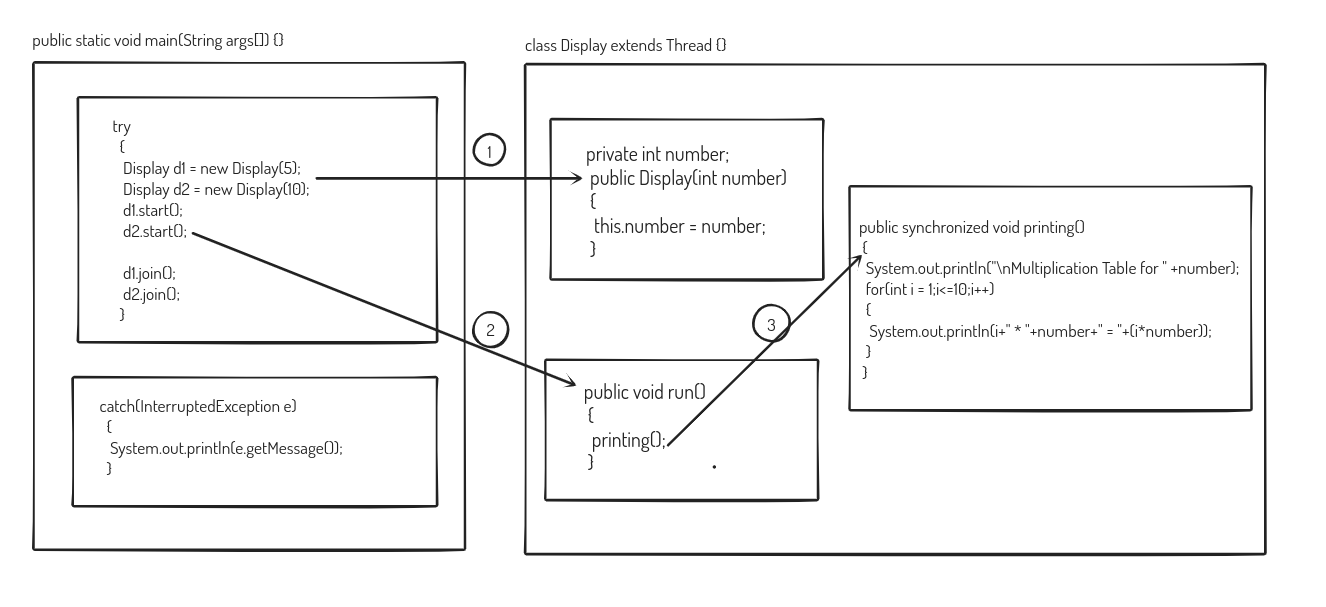 public static void main(String args[]) {}
try
{
Display d1 = new Display(5);
Display d2 = new Display(10);
d1.start();
d2.start();
d1.join();
d2.join();
}
catch(InterruptedException e)
{
System.out.println(e.getMessage());
}
1
2
class Display extends Thread {}
private int number;
public Display(int number)
{
this.number = number;
}
public void run()
{
printing();
}
3
public synchronized void printing()
{
System.out.println("\nMultiplication Table for " +number);
for(int i = 1;i<=10;i++)
{
System.out.println(i+" * "+number+" = "+(i*number));
}
}